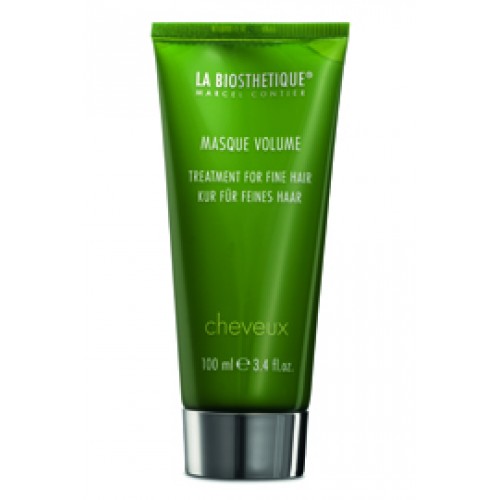 LA BIOSTHETIQUE®
MARCEL CONTIER
MASQUE VOLUME
TREATMENT FOR FINE HAIR
KUR FÜR FEINES HAAR
cheveux
100 ml ℮ 3.4 fl.oz.